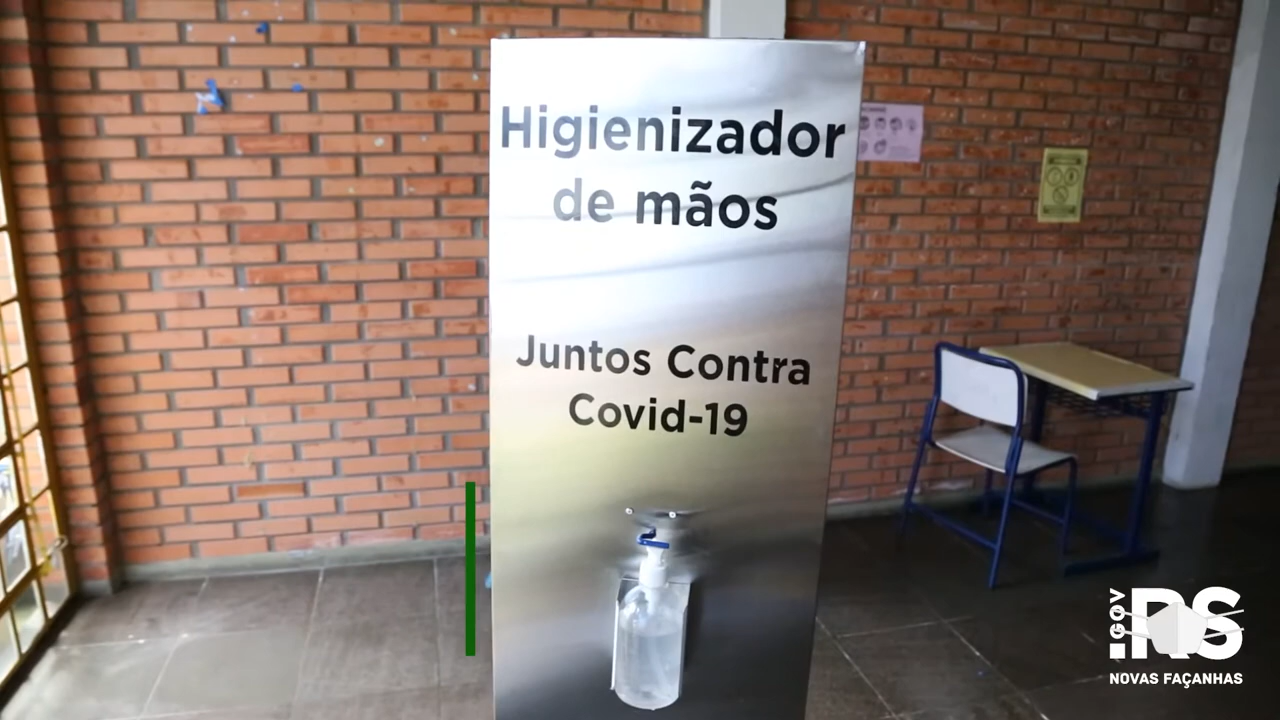 Higienizador
de mãos
Juntos Contra
Covid-19
.GOV
RS
NOVAS FAÇANHAS